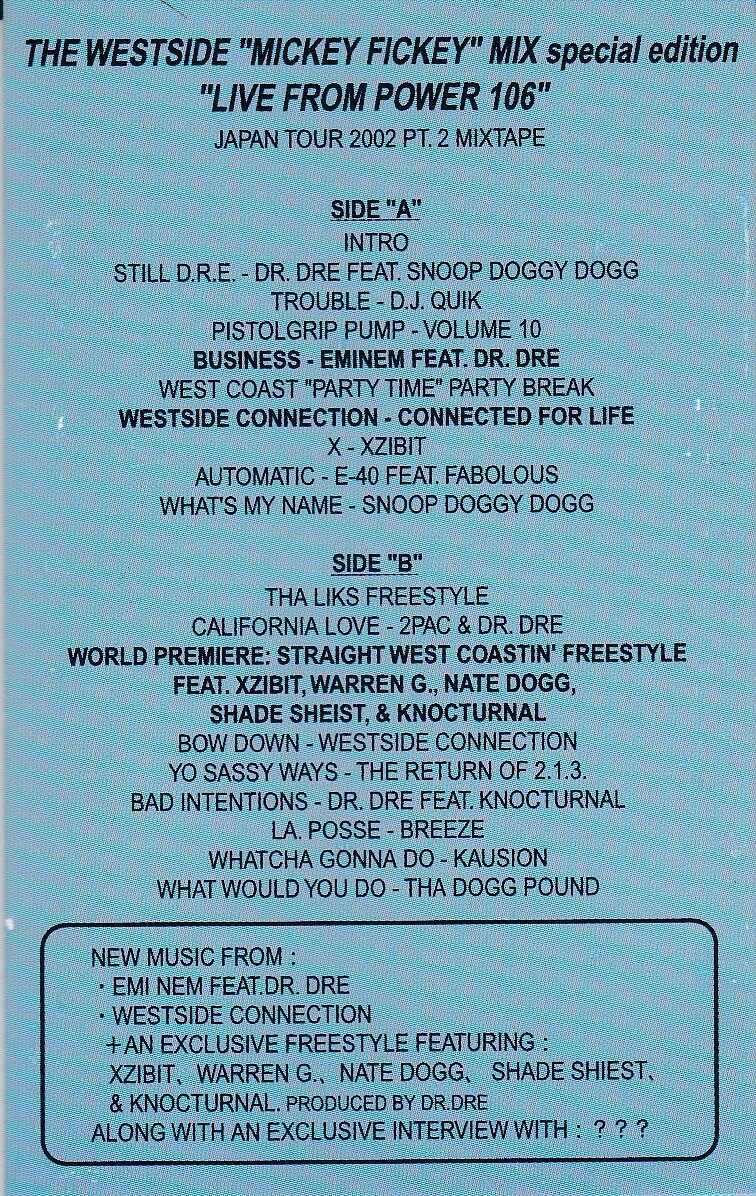 THE WESTSIDE "MICKEY FICKEY" MIX special edition
"LIVE FROM POWER 106"
JAPAN TOUR 2002 PT. 2 MIXTAPE
SIDE "A"
INTRO
STILL D.R.E. - DR. DRE FEAT. SNOOP DOGGY DOGG
TROUBLE - D.J. QUIK
PISTOLGRIP PUMP - VOLUME 10
BUSINESS - EMINEM FEAT. DR. DRE
WEST COAST "PARTY TIME" PARTY BREAK
WESTSIDE CONNECTION - CONNECTED FOR LIFE
X - XZIBIT
AUTOMATIC - E-40 FEAT. FABOLOUS
WHAT'S MY NAME - SNOOP DOGGY DOGG
SIDE "B"
THA LIKS FREESTYLE
CALIFORNIA LOVE - 2PAC & DR. DRE
WORLD PREMIERE: STRAIGHT WEST COASTIN' FREESTYLE
FEAT. XZIBIT, WARREN G., NATE DOGG,
SHADE SHEIST, & KNOCTURNAL
BOW DOWN - WESTSIDE CONNECTION
YO SASSY WAYS - THE RETURN OF 2.1.3.
BAD INTENTIONS - DR. DRE FEAT. KNOCTURNAL
LA. POSSE - BREEZE
WHATCHA GONNA DO - KAUSION
WHAT WOULD YOU DO - THA DOGG POUND
NEW MUSIC FROM :
・EMI NEM FEAT.DR. DRE
・WESTSIDE CONNECTION
+AN EXCLUSIVE FREESTYLE FEATURING :
XZIBIT、WARREN G.、NATE DOGG、 SHADE SHIEST、
& KNOCTURNAL. PRODUCED BY DR.DRE
ALONG WITH AN EXCLUSIVE INTERVIEW WITH : ? ? ?